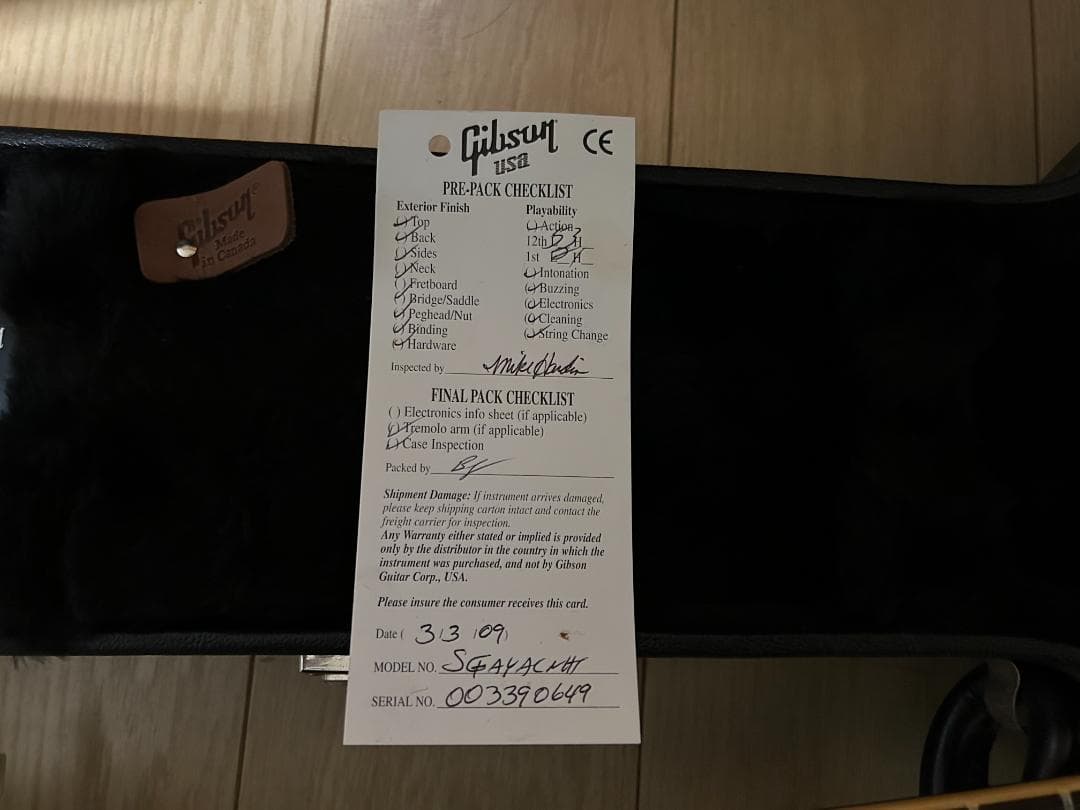 Gibson
USA
CE
PRE-PACK CHECKLIST
Exterior Finish
( ) Top
( ) Back
( ) Sides
( ) Neck
( ) Fretboard
( ) Bridge/Saddle
( ) Peghead/Nut
( ) Binding
( ) Hardware
Playability
( ) Action
12th
1st
( ) Intonation
( ) Buzzing
( ) Electronics
( ) Cleaning
( ) String Change
Inspected by Mike
FINAL PACK CHECKLIST
( ) Electronics info sheet (if applicable)
( ) Tremolo arm (if applicable)
( ) Case Inspection
Packed by
Shipment Damage: If instrument arrives damaged,
please keep shipping carton intact and contact the
freight carrier for inspection.
Any Warranty either stated or implied is provided
only by the distributor in the country in which the
instrument was purchased, and not by Gibson
Guitar Corp., USA.
Please insure the consumer receives this card.
Date ( 3/3/09)
MODEL NO.
SERIAL NO. 003390649
Gibson®
Made
in Canada